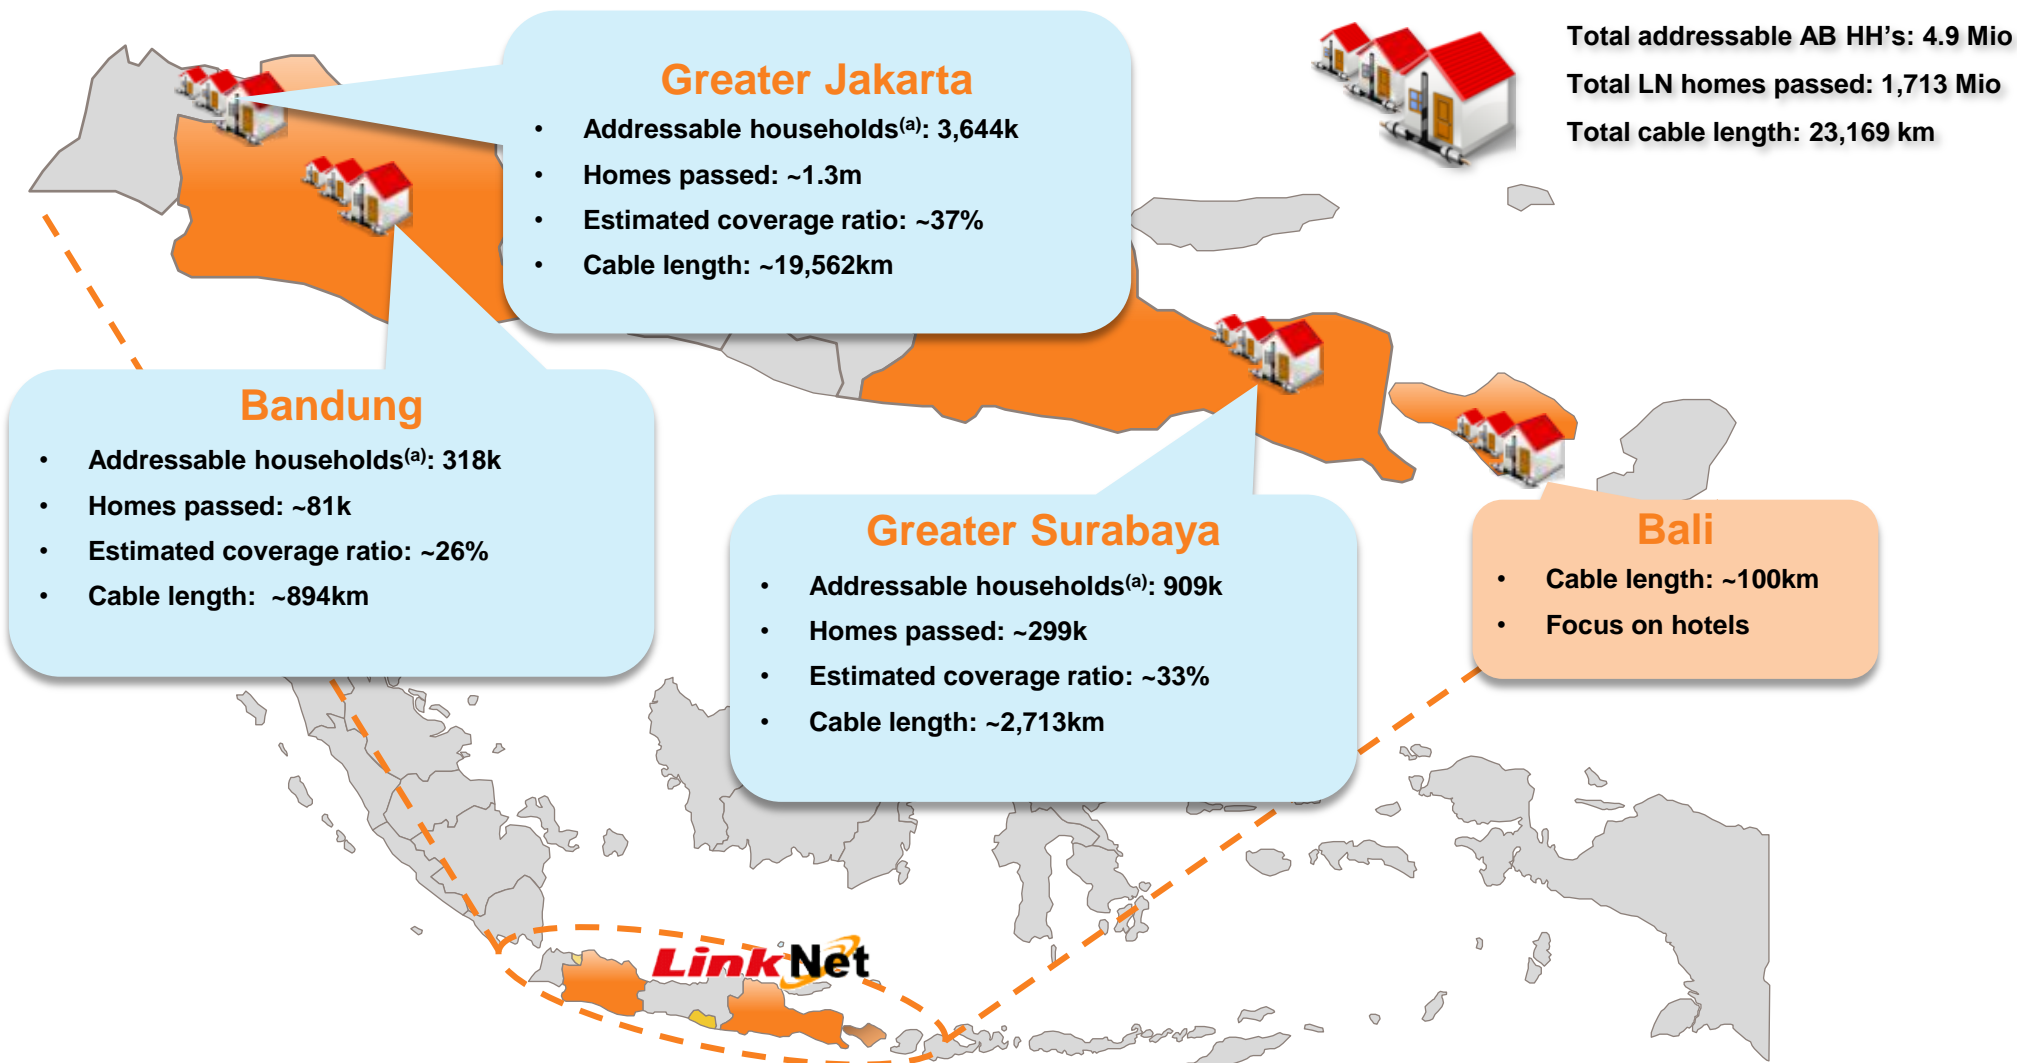 Total addressable AB HH's: 4.9 Mio
Total LN homes passed: 1,713 Mio
Total cable length: 23,169 km
Greater Jakarta
• Addressable households(a): 3,644k
• Homes passed: ~1.3m
• Estimated coverage ratio: ~37%
• Cable length: ~19,562km
Bandung
• Addressable households(a): 318k
• Homes passed: ~81k
• Estimated coverage ratio: ~26%
• Cable length: ~894km
Greater Surabaya
• Addressable households(a): 909k
• Homes passed: ~299k
• Estimated coverage ratio: ~33%
• Cable length: ~2,713km
Bali
• Cable length: ~100km
• Focus on hotels
LinkNet